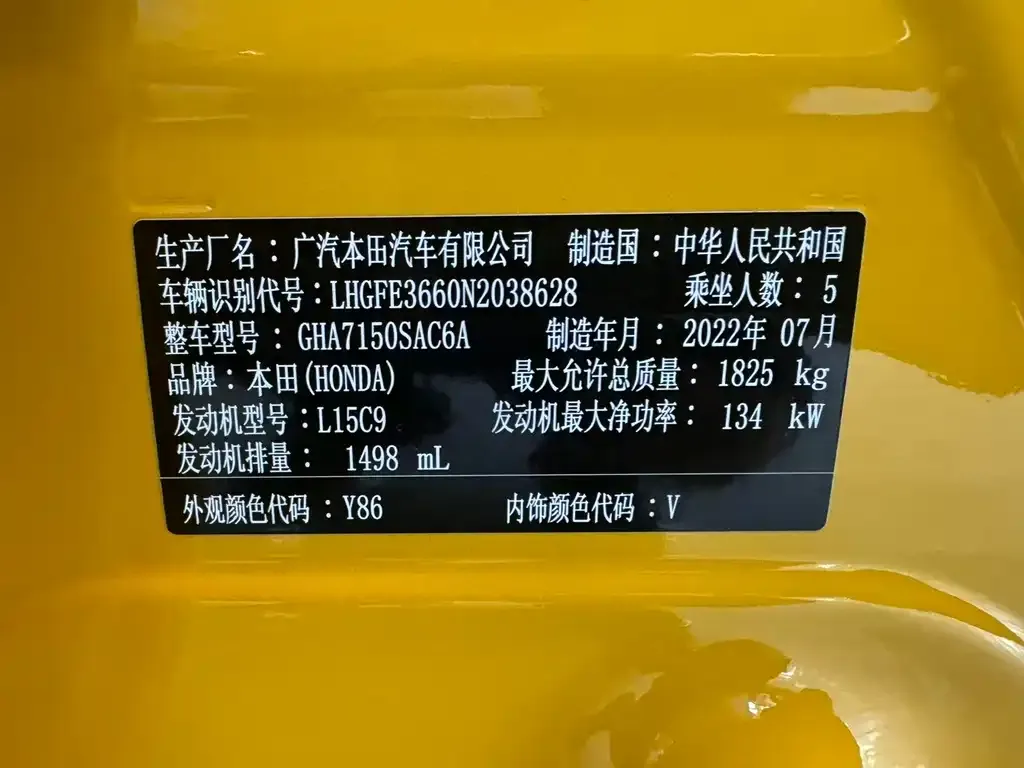 生产厂名：广汽本田汽车有限公司 制造国：中华人民共和国
车辆识别代号：LHGFE3660N2038628 乘坐人数：5
整车型号：GHA7150SAC6A 制造年月：2022年07月
品牌：本田(HONDA) 最大允许总质量：1825 kg
发动机型号：L15C9 发动机最大净功率：134 kW
发动机排量：1498 mL
外观颜色代码：Y86 内饰颜色代码：V